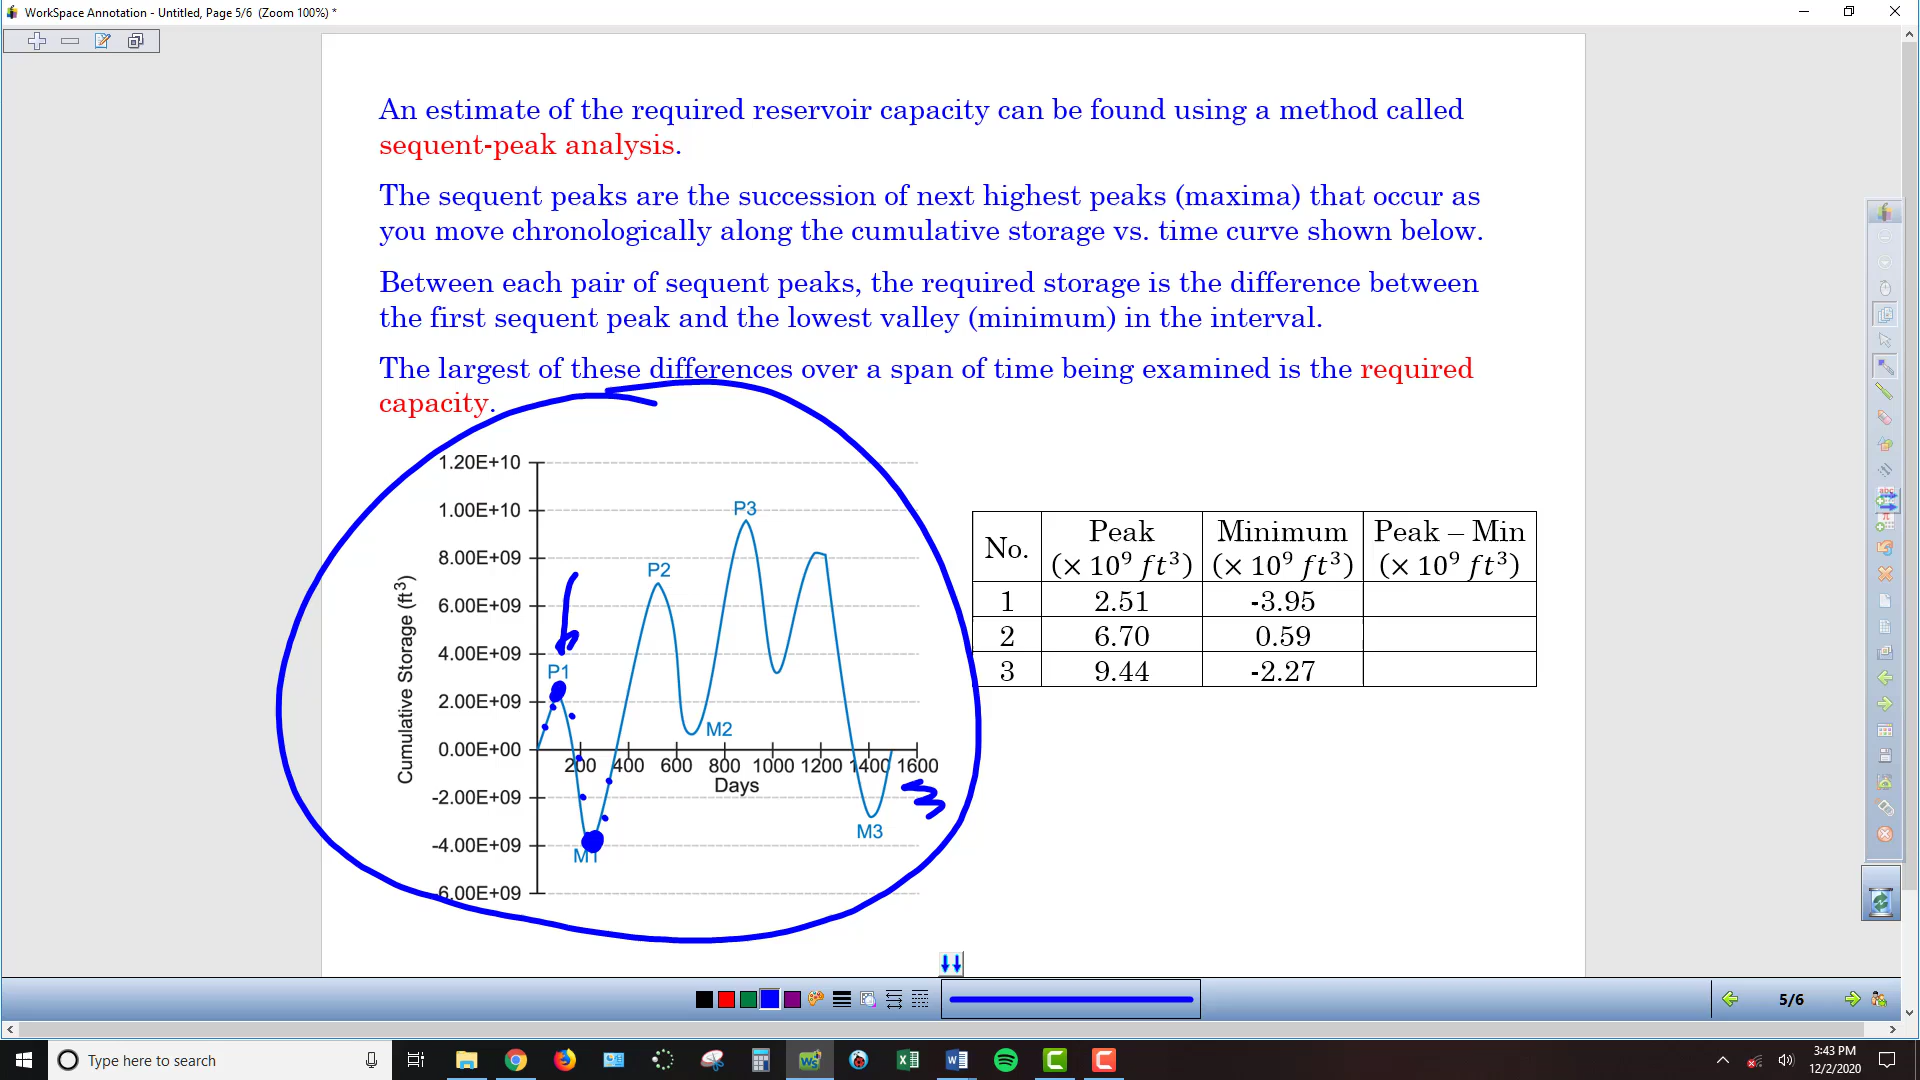 WorkSpace Annotation - Untitled, Page 5/6 (Zoom 100%) *
An estimate of the required reservoir capacity can be found using a method called
sequent-peak analysis.
The sequent peaks are the succession of next highest peaks (maxima) that occur as
you move chronologically along the cumulative storage vs. time curve shown below.
Between each pair of sequent peaks, the required storage is the difference between
the first sequent peak and the lowest valley (minimum) in the interval.
The largest of these differences over a span of time being examined is the required
capacity.
1.20E+10
1.00E+10
8.00E+09
6.00E+09
4.00E+09
2.00E+09
0.00E+00
-2.00E+09
-4.00E+09
-6.00E+09
Cumulative Storage (ft³)
P1
P2
P3
M1
M2
M3
200 400 600 800 1000 1200 1400 1600
Days
No. Peak (× 10⁹ ft³) Minimum (× 10⁹ ft³) Peak – Min (× 10⁹ ft³)
1 2.51 -3.95
2 6.70 0.59
3 9.44 -2.27
5/6
Type here to search
3:43 PM
12/2/2020